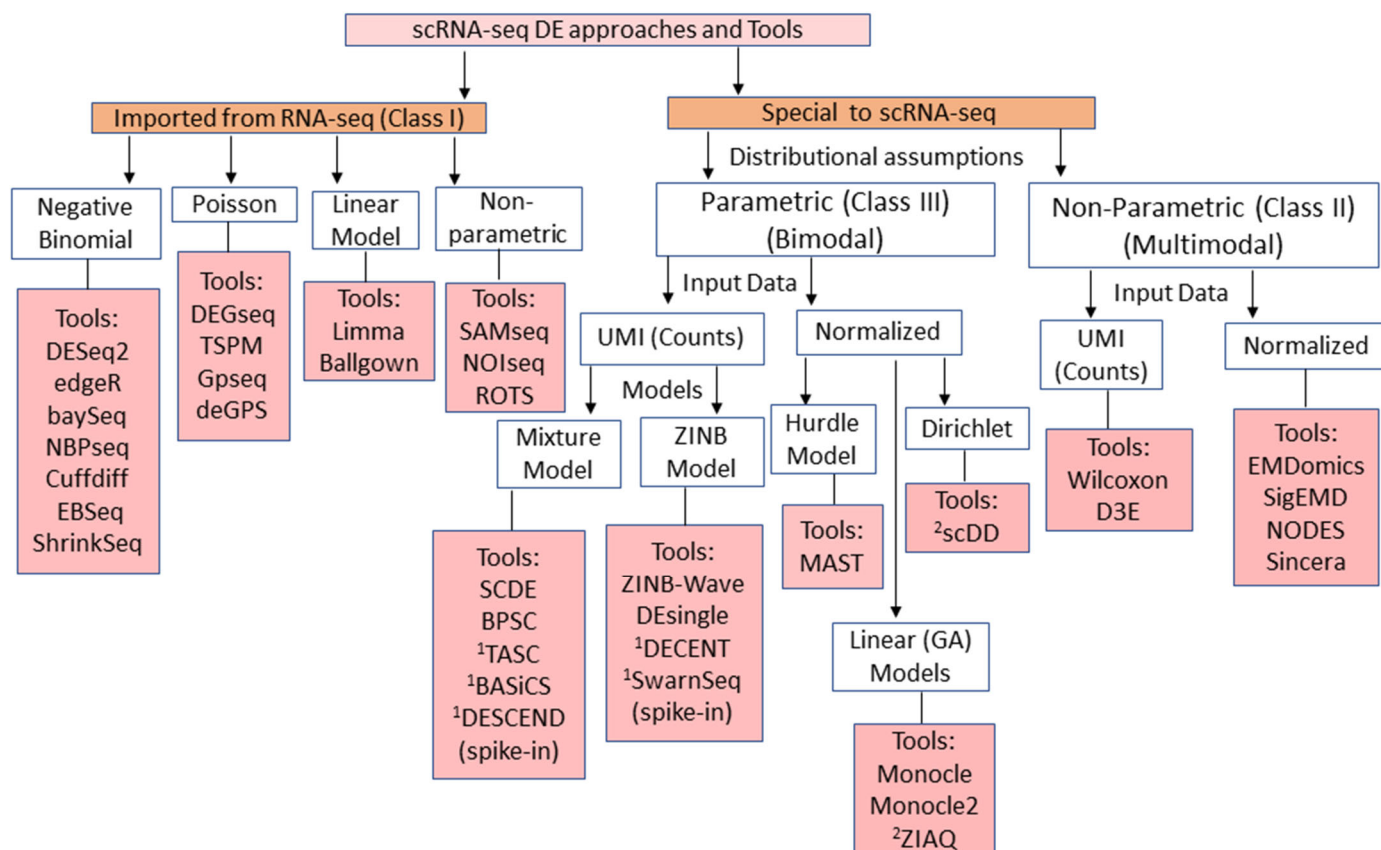 scRNA-seq DE approaches and Tools
Imported from RNA-seq (Class I)
Special to scRNA-seq
Distributional assumptions
Negative
Binomial
Poisson
Linear
Model
Non-
parametric
Parametric (Class III)
(Bimodal)
Non-Parametric (Class II)
(Multimodal)
Tools:
DESeq2
edgeR
baySeq
NBPseq
Cuffdiff
EBSeq
ShrinkSeq
Tools:
DEGseq
TSPM
Gpseq
deGPS
Tools:
Limma
Ballgown
Tools:
SAMseq
NOIseq
ROTS
Input Data
UMI (Counts)
Normalized
Models
Mixture
Model
ZINB
Model
Hurdle
Model
Dirichlet
Tools:
SCDE
BPSC
¹TASC
¹BASiCS
¹DESCEND
(spike-in)
Tools:
ZINB-Wave
DEsingle
¹DECENT
¹SwarnSeq
(spike-in)
Tools:
MAST
Tools:
²scDD
Linear (GA)
Models
Tools:
Monocle
Monocle2
²ZIAQ
Input Data
UMI
(Counts)
Normalized
Tools:
Wilcoxon
D3E
Tools:
EMDomics
SigEMD
NODES
Sincera